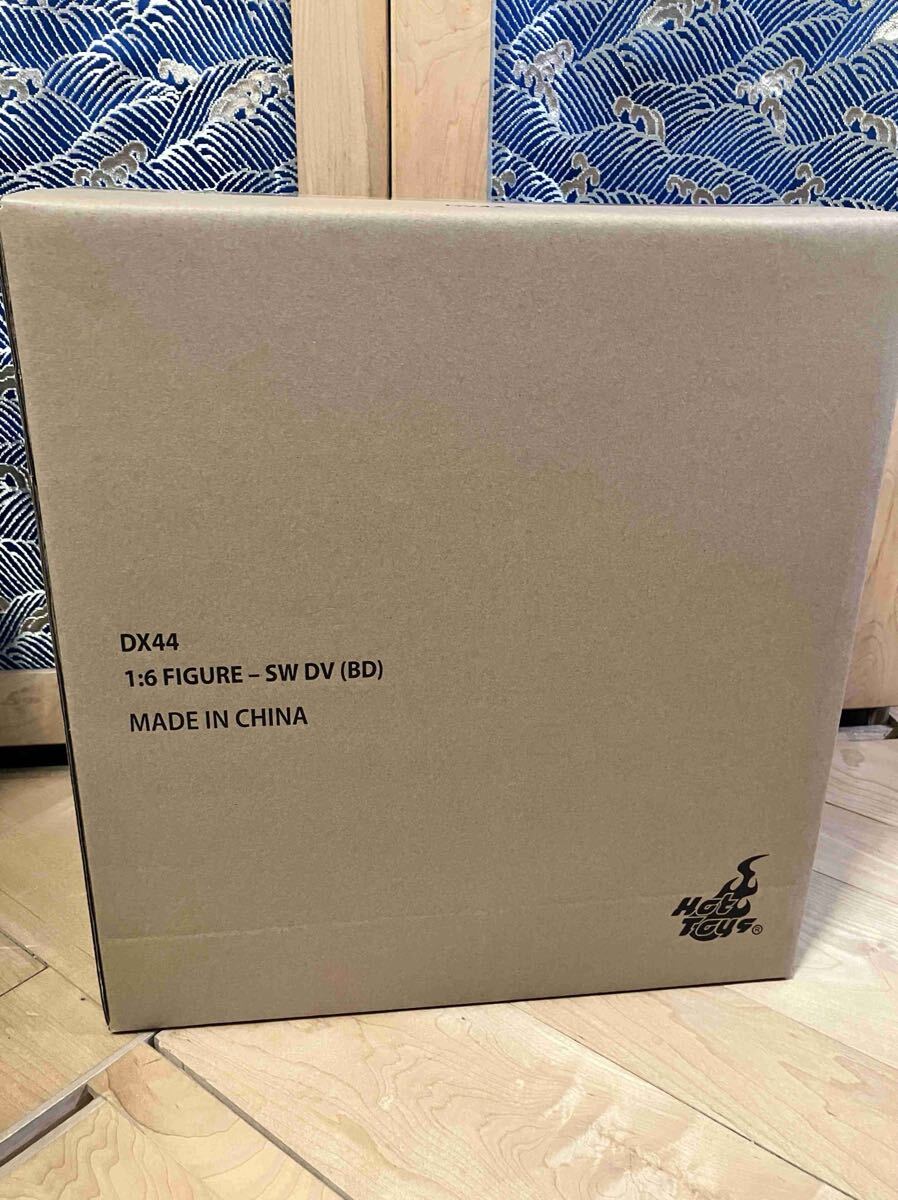 DX44
1:6 FIGURE – SW DV (BD)
MADE IN CHINA
Hot
Toys®